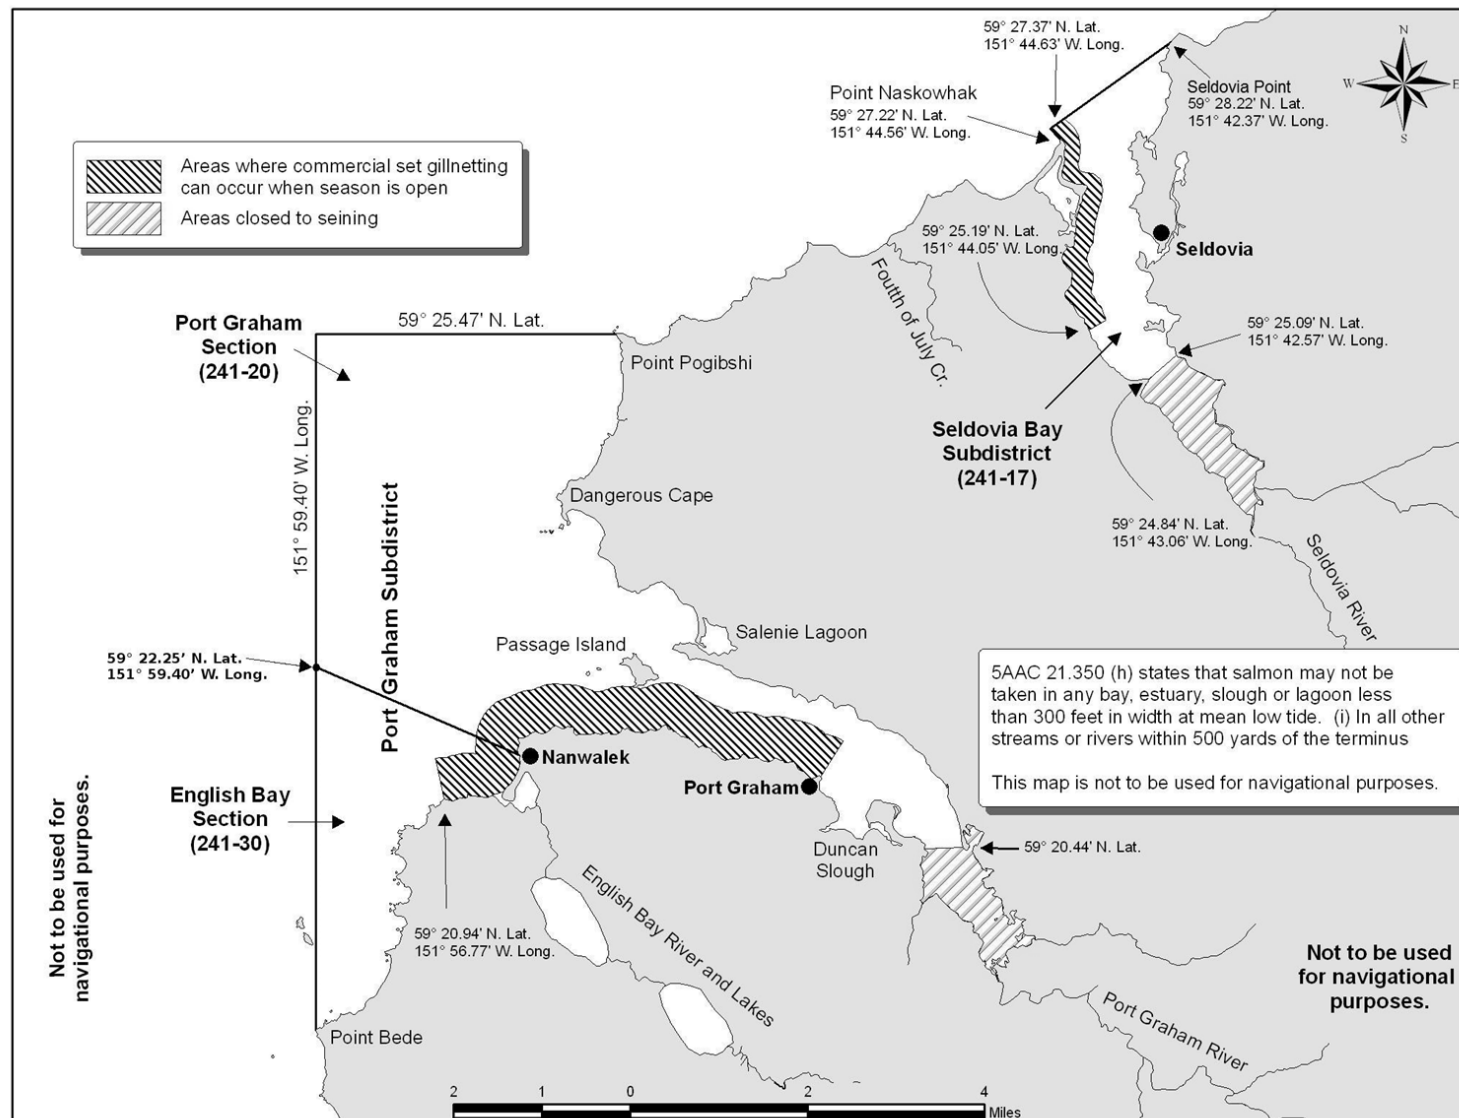 59° 27.37' N. Lat.
151° 44.63' W. Long.
N
W
E
S
Point Naskowhak
59° 27.22' N. Lat.
151° 44.56' W. Long.
Seldovia Point
59° 28.22' N. Lat.
151° 42.37' W. Long.
Areas where commercial set gillnetting
can occur when season is open
Areas closed to seining
59° 25.19' N. Lat.
151° 44.05' W. Long.
Seldovia
Foutth of July Cr.
Port Graham
Section
(241-20)
59° 25.47' N. Lat.
Point Pogibshi
59° 25.09' N. Lat.
151° 42.57' W. Long.
151° 59.40' W. Long.
Seldovia Bay
Subdistrict
(241-17)
Port Graham Subdistrict
Dangerous Cape
59° 24.84' N. Lat.
151° 43.06' W. Long.
Seldovia River
Passage Island
Salenie Lagoon
59° 22.25' N. Lat.
151° 59.40' W. Long.
5AAC 21.350 (h) states that salmon may not be
taken in any bay, estuary, slough or lagoon less
than 300 feet in width at mean low tide. (i) In all other
streams or rivers within 500 yards of the terminus
This map is not to be used for navigational purposes.
Nanwalek
Port Graham
English Bay
Section
(241-30)
Not to be used for
navigational purposes.
Duncan
Slough
59° 20.44' N. Lat.
English Bay River and Lakes
59° 20.94' N. Lat.
151° 56.77' W. Long.
Not to be used
for navigational
purposes.
Port Graham River
Point Bede
2 1 0 2 4
Miles